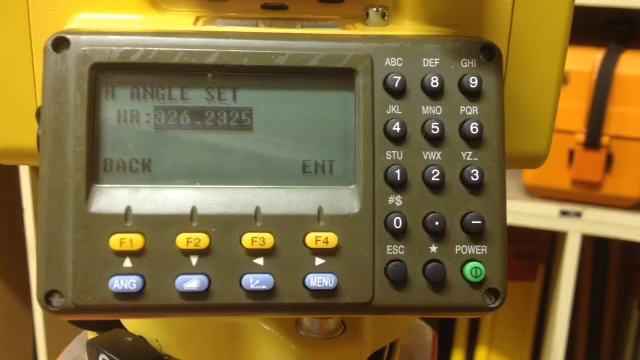 H ANGLE SET
HR:326.2325
BACK ENT
ABC DEF GHI
7 8 9
JKL MNO PQR
4 5 6
STU VWX YZ_
1 2 3
#$
0 . −
ESC ★ POWER
F1 F2 F3 F4
▲ ▼ ◀ ▶
ANG MENU